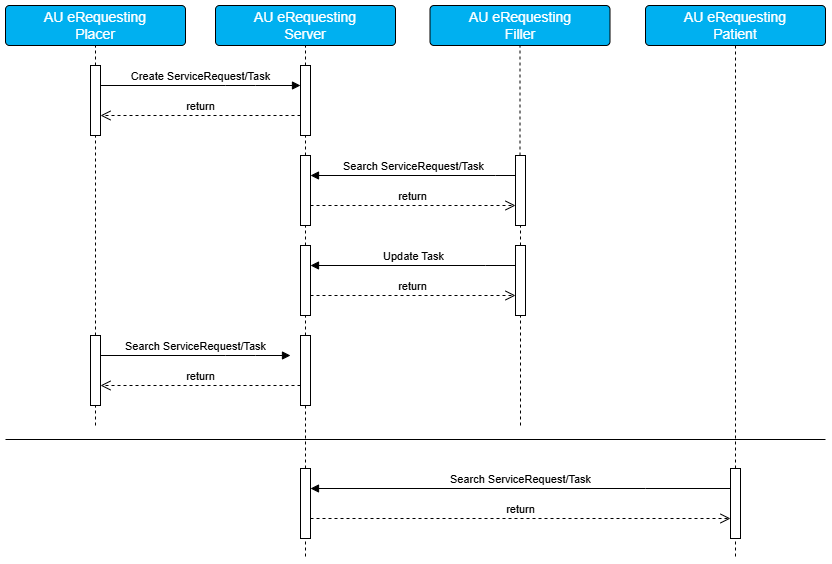 AU eRequesting
Placer
AU eRequesting
Server
AU eRequesting
Filler
AU eRequesting
Patient
Create ServiceRequest/Task
return
Search ServiceRequest/Task
return
Update Task
return
Search ServiceRequest/Task
return
Search ServiceRequest/Task
return